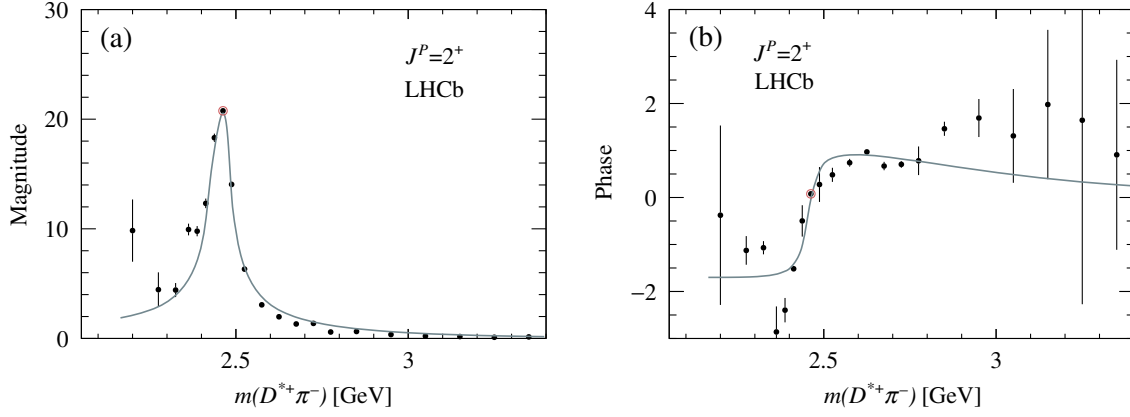 (a)
J^P=2^+
LHCb
Magnitude
30
20
10
0
2.5
3
m(D^{*+}π^−) [GeV]
(b)
J^P=2^+
LHCb
Phase
4
2
0
−2
2.5
3
m(D^{*+}π^−) [GeV]